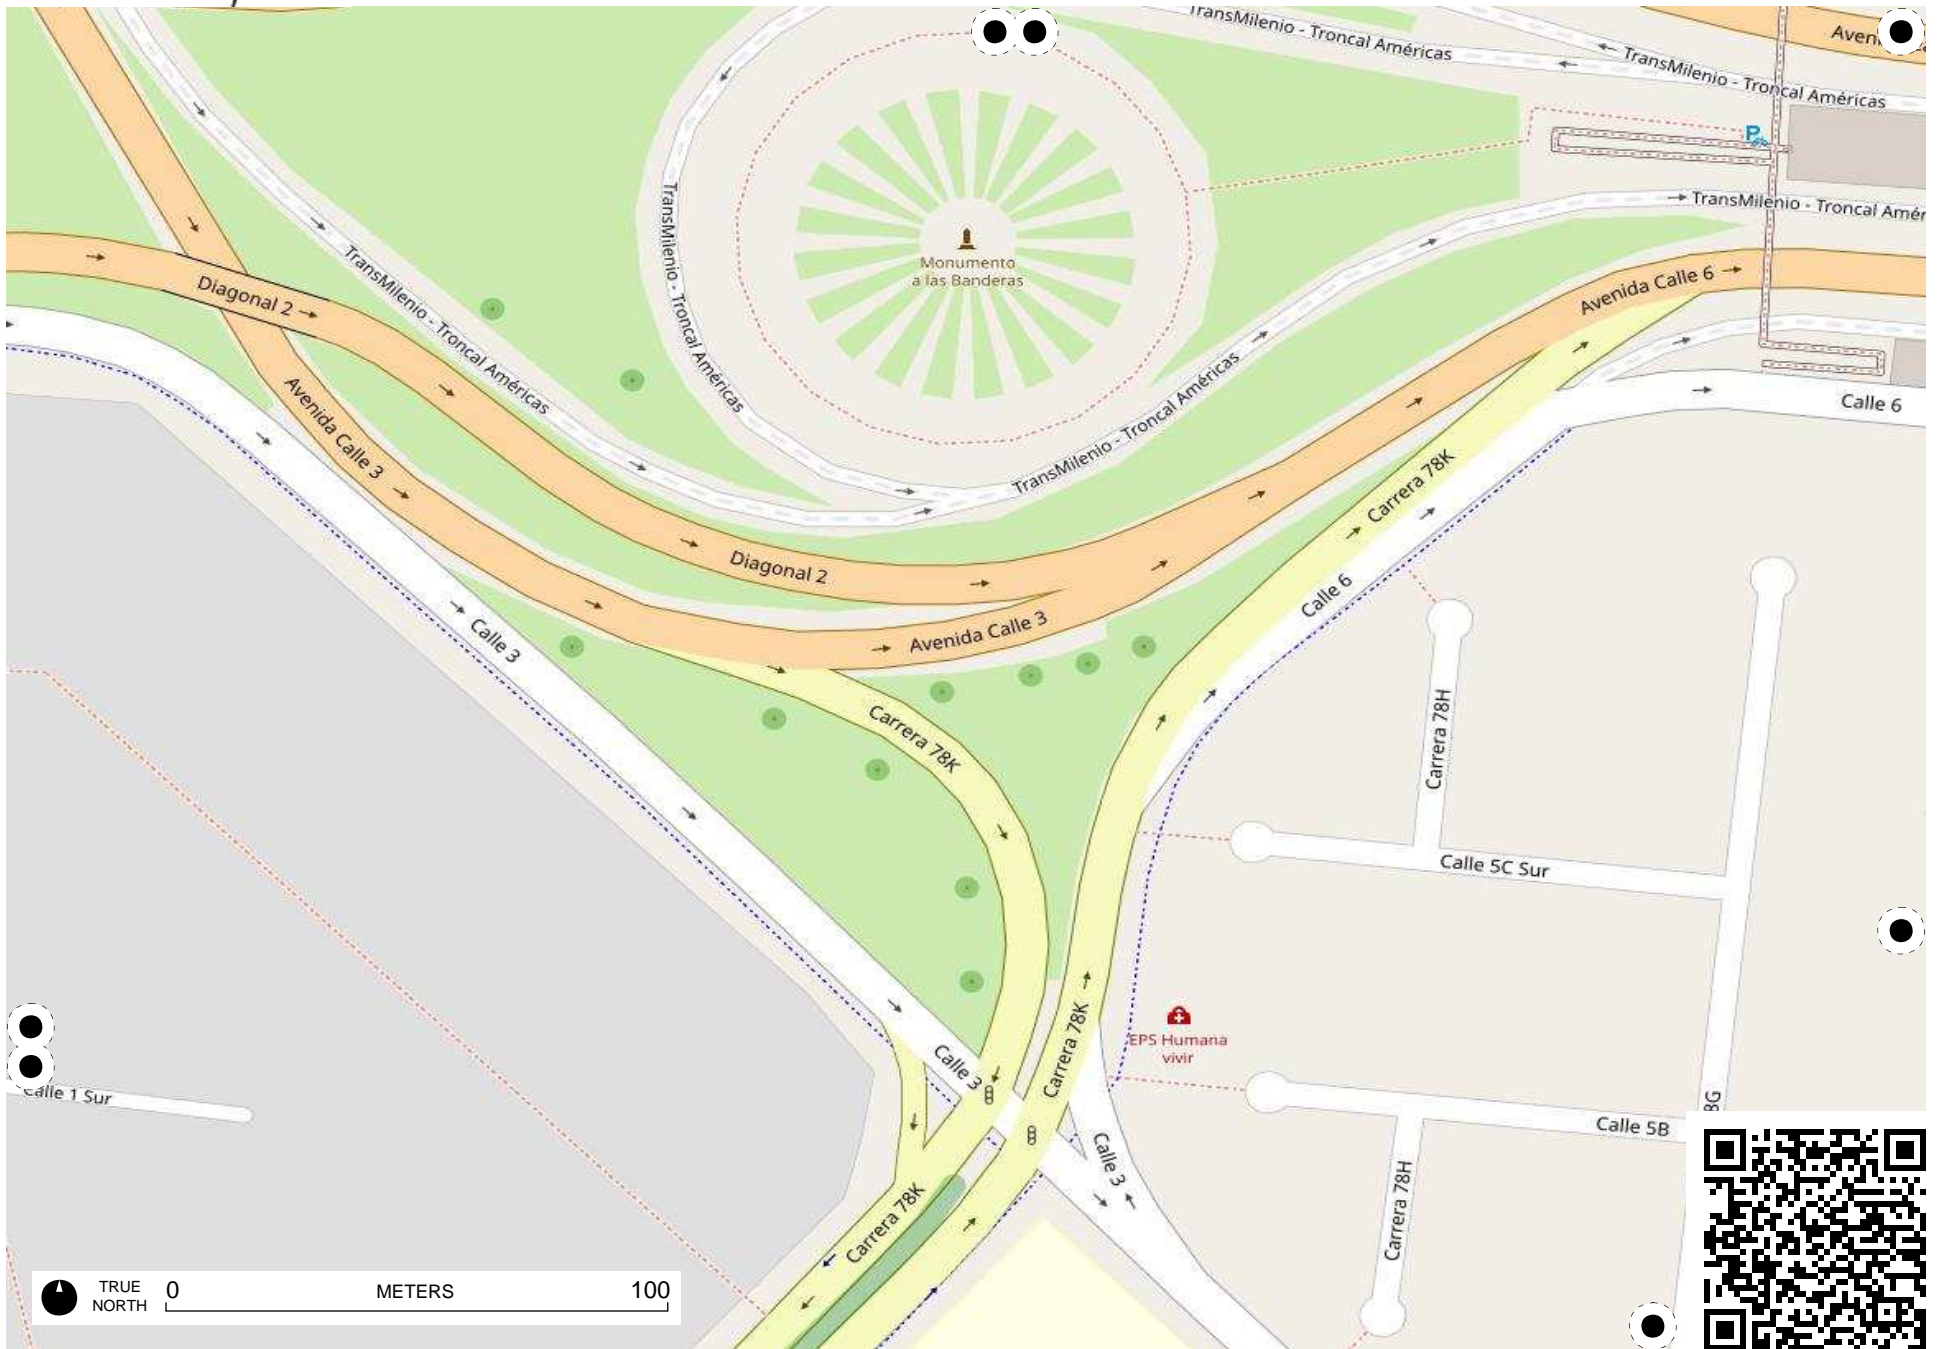 TransMilenio - Troncal Américas
TransMilenio - Troncal Américas
TransMilenio - Troncal Américas
TransMilenio - Troncal Amér
TransMilenio - Troncal Américas
TransMilenio - Troncal Américas
Monumento
a las Banderas
Avenida Calle 6
Diagonal 2
Avenida Calle 3
Calle 6
Carrera 78K
Diagonal 2
Calle 6
Avenida Calle 3
Calle 3
Carrera 78K
Carrera 78H
Calle 5C Sur
EPS Humana
vivir
Calle 3
Carrera 78K
Calle 1 Sur
8G
Calle 5B
Calle 3
Carrera 78K
Carrera 78H
TRUE
NORTH
0 METERS 100